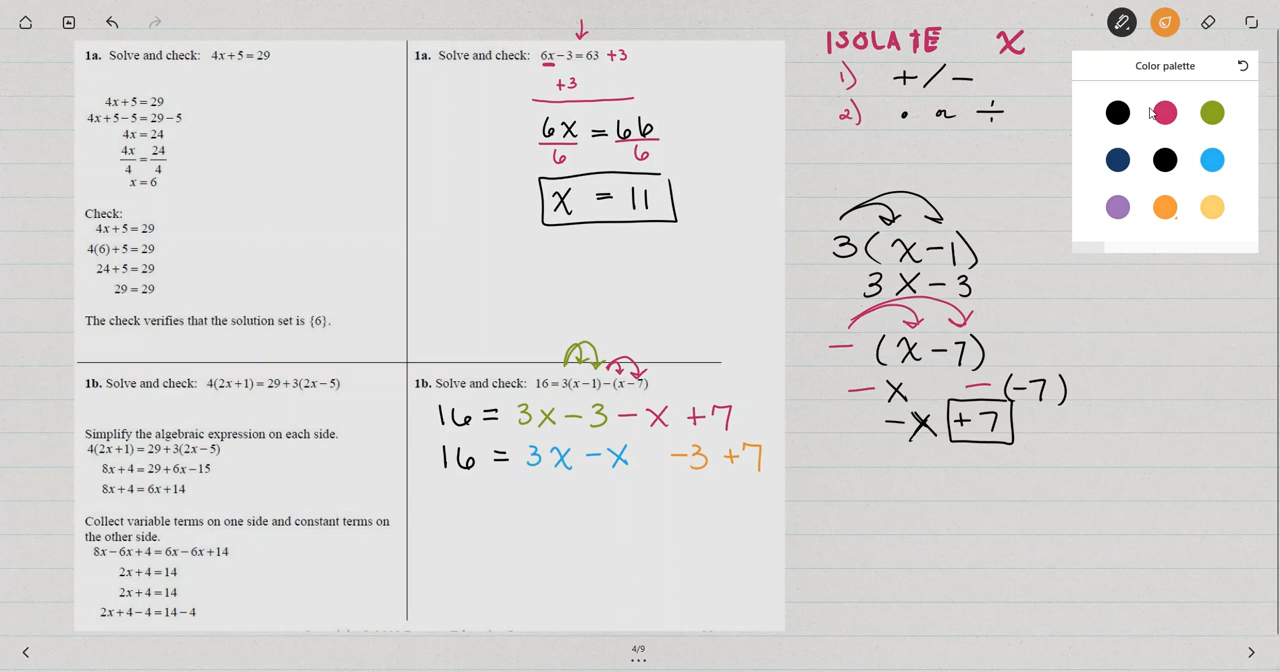 1a. Solve and check: 4x + 5 = 29
4x + 5 = 29
4x + 5 − 5 = 29 − 5
4x = 24
4x/4 = 24/4
x = 6
Check:
4x + 5 = 29
4(6) + 5 = 29
24 + 5 = 29
29 = 29
The check verifies that the solution set is {6}.
1a. Solve and check: 6x − 3 = 63 +3
+3
6x = 66
6 6
x = 11
1b. Solve and check: 4(2x + 1) = 29 + 3(2x − 5)
Simplify the algebraic expression on each side.
4(2x + 1) = 29 + 3(2x − 5)
8x + 4 = 29 + 6x − 15
8x + 4 = 6x + 14
Collect variable terms on one side and constant terms on
the other side.
8x − 6x + 4 = 6x − 6x + 14
2x + 4 = 14
2x + 4 = 14
2x + 4 − 4 = 14 − 4
1b. Solve and check: 16 = 3(x − 1) − (x − 7)
16 = 3x − 3 − x + 7
16 = 3x − x −3 +7
ISOLATE x
1) + / −
2) · or ÷
3(x − 1)
3x − 3
− (x − 7)
− x − (−7)
− x + 7
Color palette
4/9